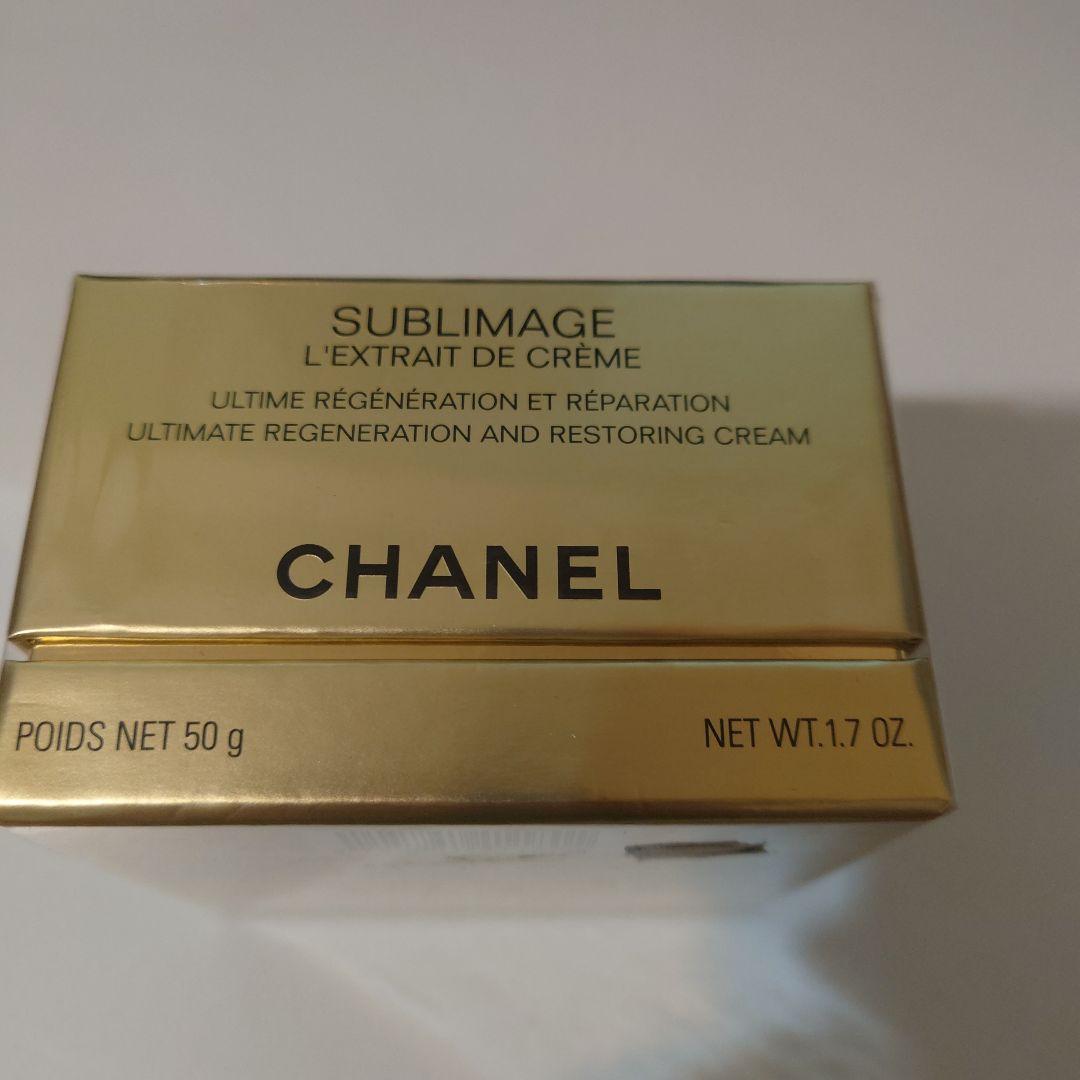 SUBLIMAGE
L'EXTRAIT DE CRÈME
ULTIME RÉGÉNÉRATION ET RÉPARATION
ULTIMATE REGENERATION AND RESTORING CREAM
CHANEL
POIDS NET 50 g NET WT.1.7 OZ.